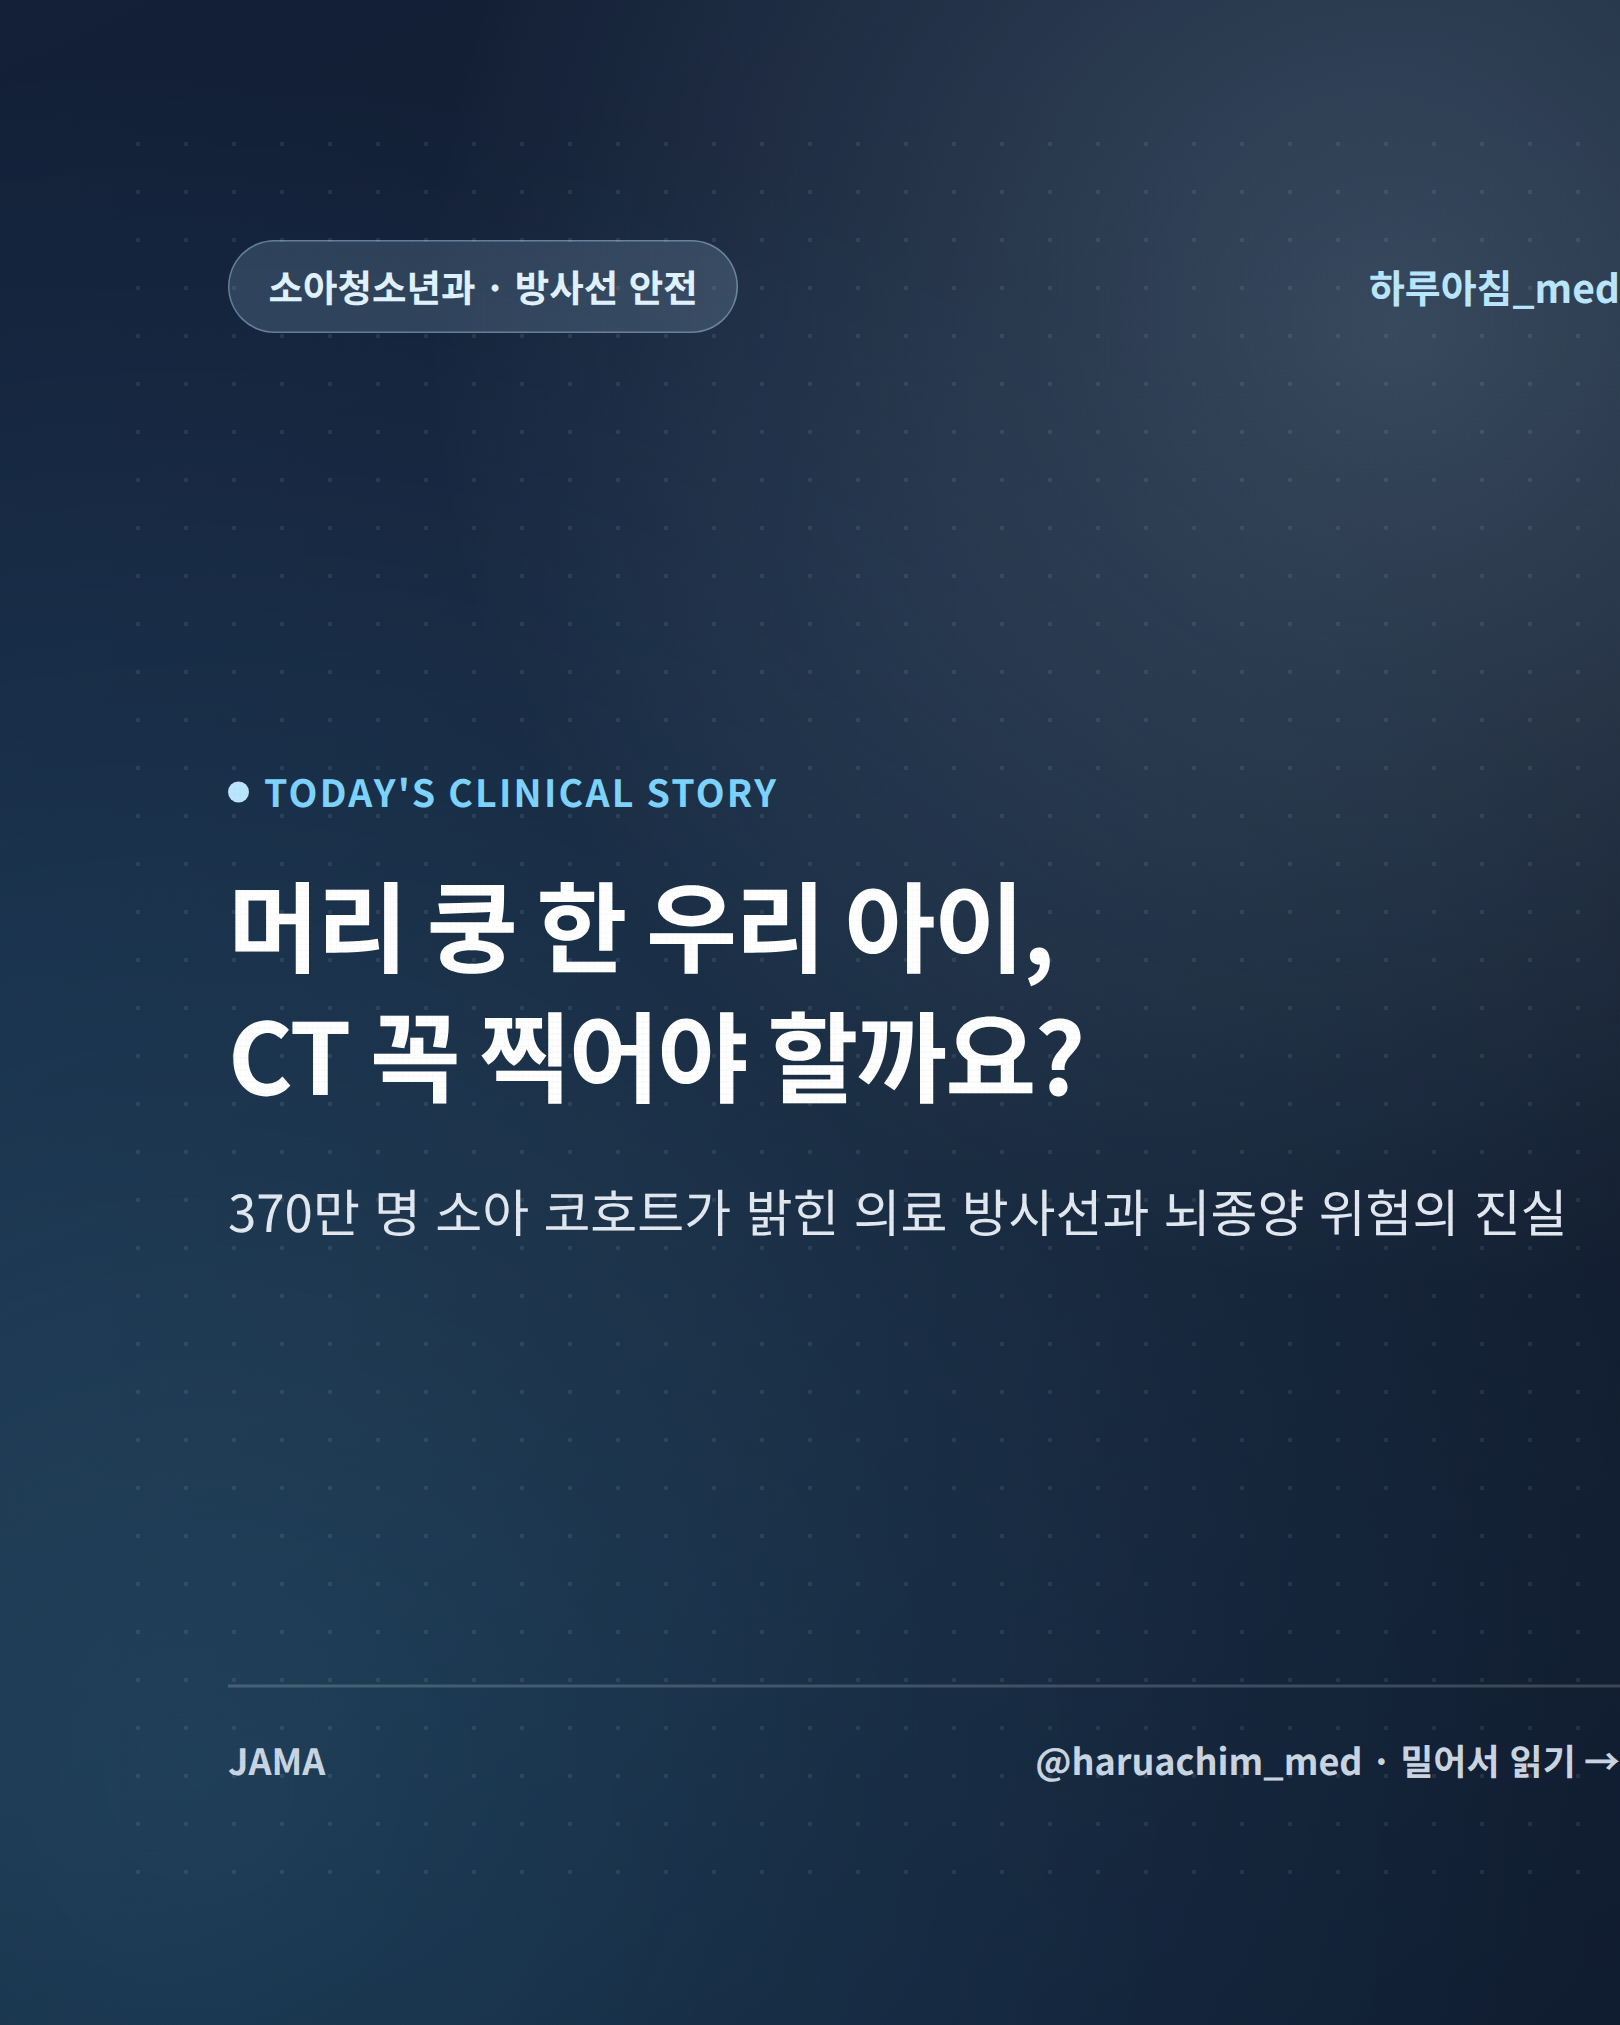 소아청소년과 · 방사선 안전
하루아침_med
TODAY'S CLINICAL STORY
머리 쿵 한 우리 아이,
CT 꼭 찍어야 할까요?
370만 명 소아 코호트가 밝힌 의료 방사선과 뇌종양 위험의 진실
JAMA
@haruachim_med · 밀어서 읽기 →